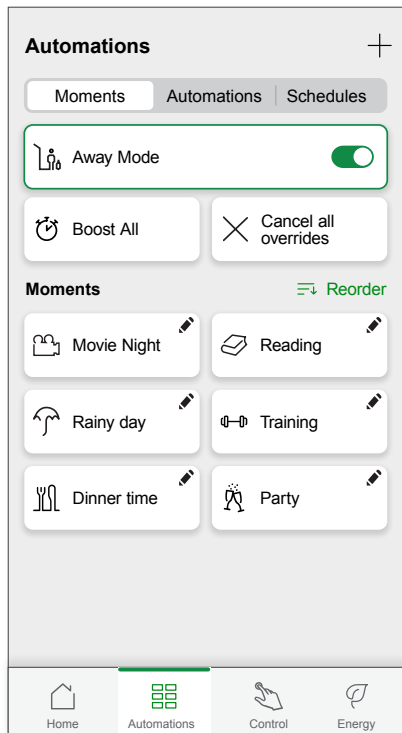 Automations
Moments Automations Schedules
Away Mode
Boost All
Cancel all
overrides
Moments
Reorder
Movie Night
Reading
Rainy day
Training
Dinner time
Party
Home
Automations
Control
Energy